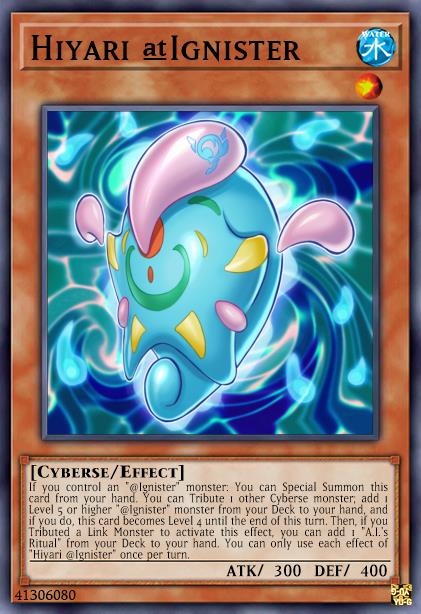 HIYARI @IGNISTER
WATER
水
[CYBERSE/EFFECT]
If you control an "@Ignister" monster: You can Special Summon this
card from your hand. You can Tribute 1 other Cyberse monster; add 1
Level 5 or higher "@Ignister" monster from your Deck to your hand, and
if you do, this card becomes Level 4 until the end of this turn. Then, if you
Tributed a Link Monster to activate this effect, you can add 1 "A.I.'s
Ritual" from your Deck to your hand. You can only use each effect of
"Hiyari @Ignister" once per turn.
ATK/ 300 DEF/ 400
41306080